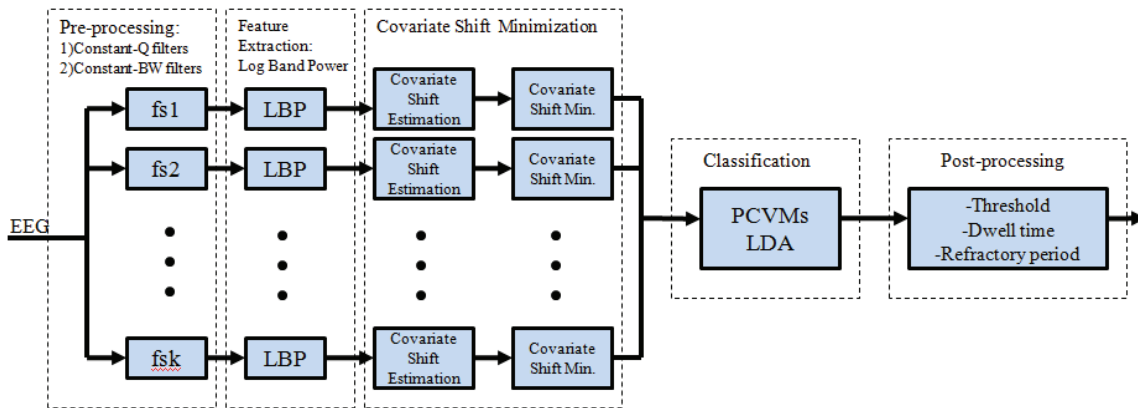 Pre-processing:
1)Constant-Q filters
2)Constant-BW filters
Feature
Extraction:
Log Band Power
Covariate Shift Minimization
fs1
LBP
Covariate
Shift
Estimation
Covariate
Shift Min.
fs2
LBP
Covariate
Shift
Estimation
Covariate
Shift Min.
EEG
fsk
LBP
Covariate
Shift
Estimation
Covariate
Shift Min.
Classification
PCVMs
LDA
Post-processing
-Threshold
-Dwell time
-Refractory period